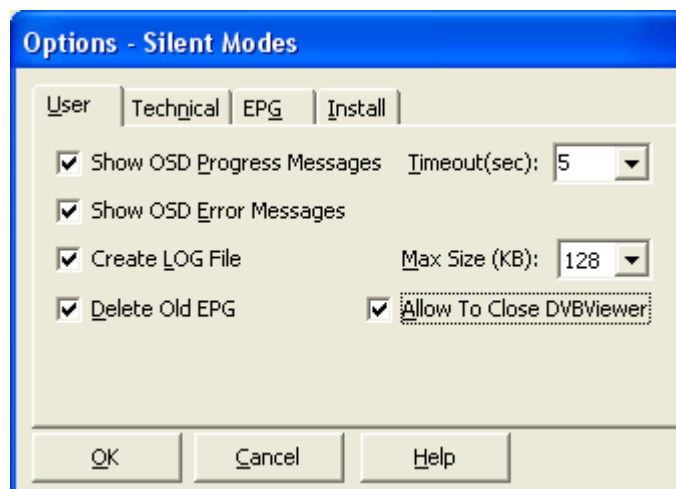 Options - Silent Modes
User Technical EPG Install
Show OSD Progress Messages Timeout(sec): 5
Show OSD Error Messages
Create LOG File Max Size (KB): 128
Delete Old EPG Allow To Close DVBViewer
OK Cancel Help